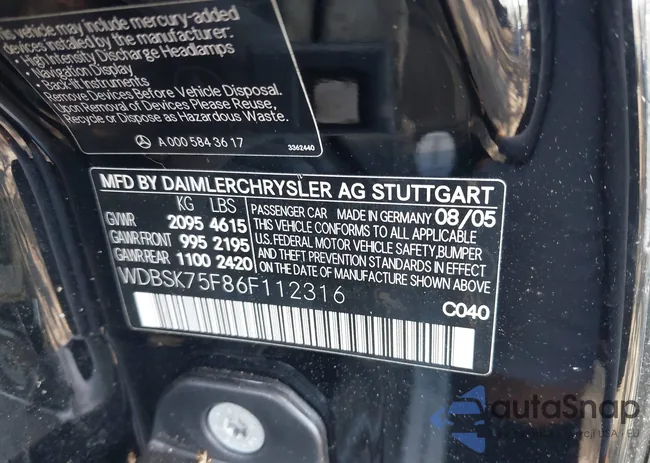 This vehicle may include mercury-added
devices installed by the manufacturer:
• High Intensity Discharge Headlamps
• Navigation Display
• Back-lit Instruments
Remove Devices Before Vehicle Disposal.
Upon Removal of Devices Please Reuse,
Recycle or Dispose as Hazardous Waste.
A 000 584 36 17
3362440
MFD BY DAIMLERCHRYSLER AG STUTTGART
KG LBS
GVWR 2095 4615
GAWR FRONT 995 2195
GAWR REAR 1100 2420
PASSENGER CAR MADE IN GERMANY 08/05
THIS VEHICLE CONFORMS TO ALL APPLICABLE
U.S. FEDERAL MOTOR VEHICLE SAFETY, BUMPER
AND THEFT PREVENTION STANDARDS IN EFFECT
ON THE DATE OF MANUFACTURE SHOWN ABOVE.
WDBSK75F86F112316
C040
autaSnap
USA - EU